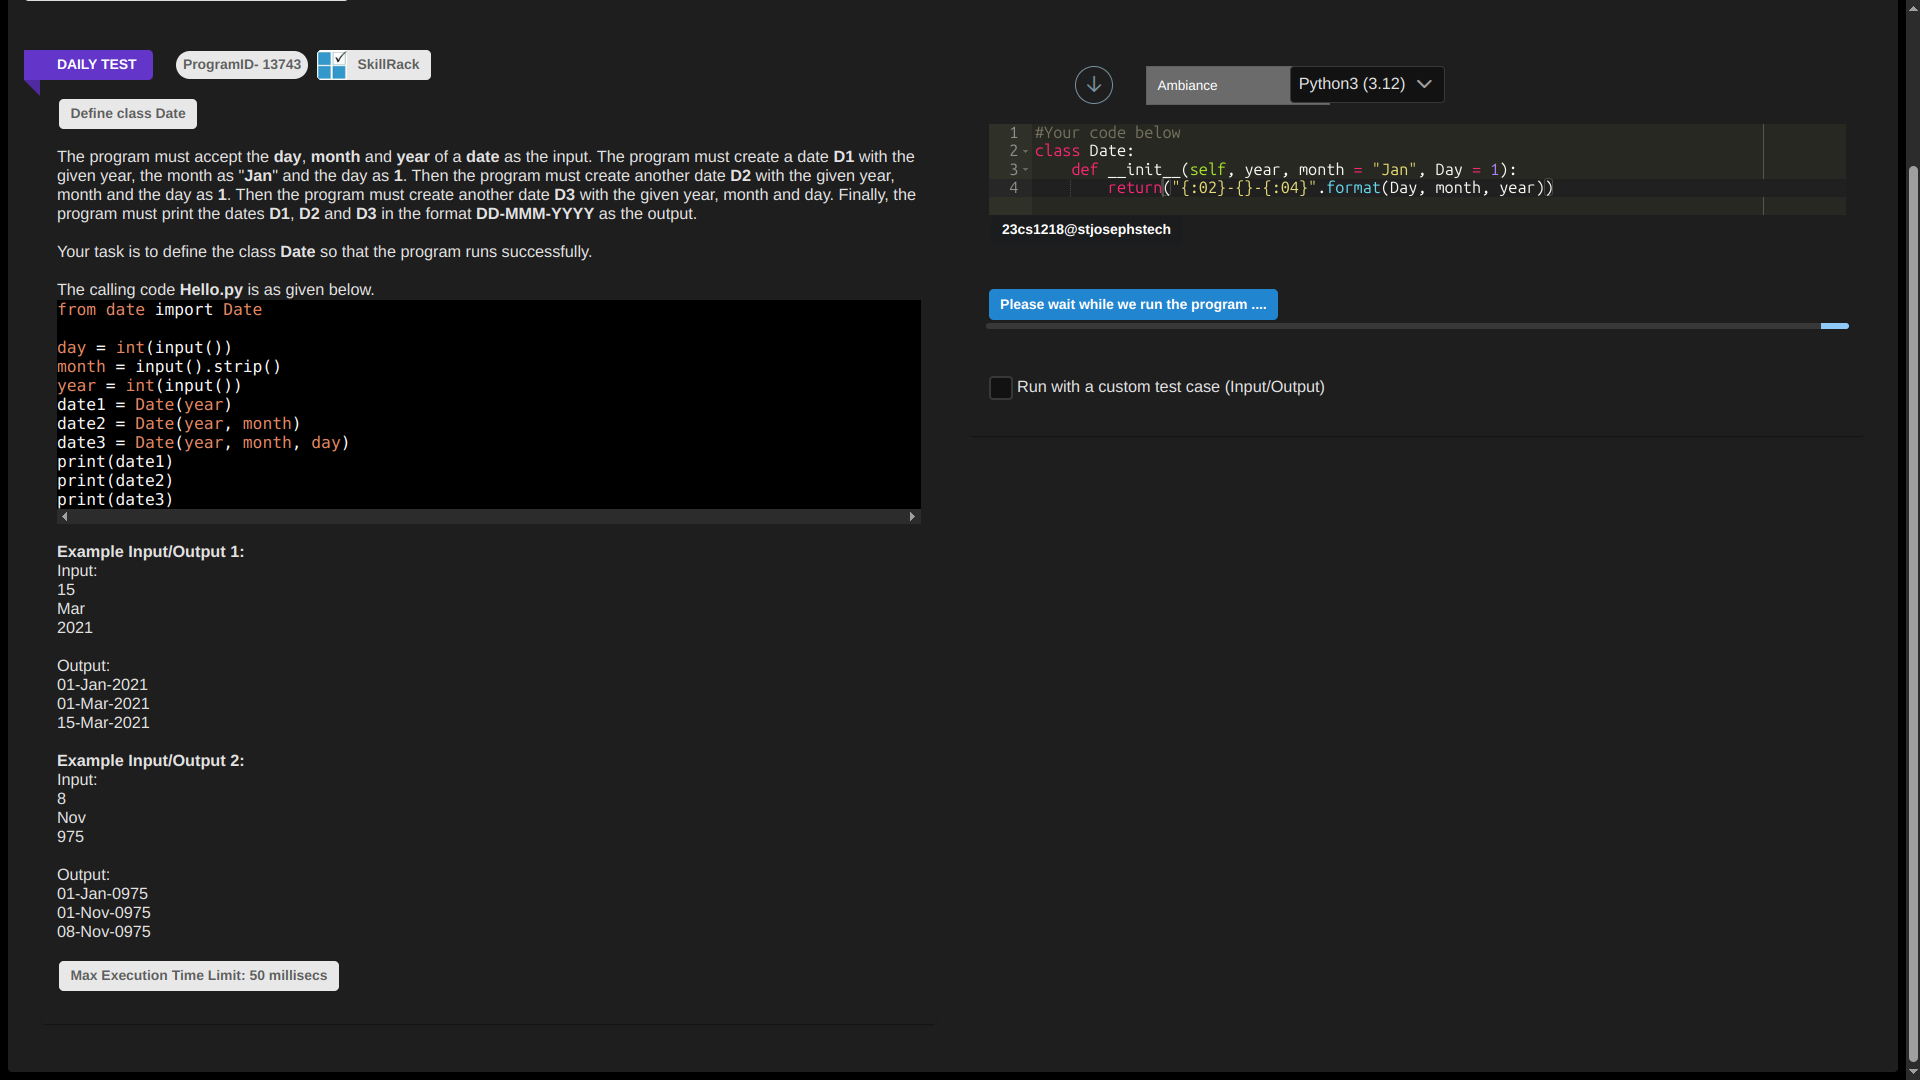 DAILY TEST
ProgramID- 13743
SkillRack
Define class Date
The program must accept the day, month and year of a date as the input. The program must create a date D1 with the
given year, the month as "Jan" and the day as 1. Then the program must create another date D2 with the given year,
month and the day as 1. Then the program must create another date D3 with the given year, month and day. Finally, the
program must print the dates D1, D2 and D3 in the format DD-MMM-YYYY as the output.
Your task is to define the class Date so that the program runs successfully.
The calling code Hello.py is as given below.
from date import Date
day = int(input())
month = input().strip()
year = int(input())
date1 = Date(year)
date2 = Date(year, month)
date3 = Date(year, month, day)
print(date1)
print(date2)
print(date3)
Example Input/Output 1:
Input:
15
Mar
2021
Output:
01-Jan-2021
01-Mar-2021
15-Mar-2021
Example Input/Output 2:
Input:
8
Nov
975
Output:
01-Jan-0975
01-Nov-0975
08-Nov-0975
Max Execution Time Limit: 50 millisecs
Ambiance
Python3 (3.12)
1 #Your code below
2 class Date:
3 def __init__(self, year, month = "Jan", Day = 1):
4 return("{:02}-{}-{:04}".format(Day, month, year))
23cs1218@stjosephstech
Please wait while we run the program ....
Run with a custom test case (Input/Output)